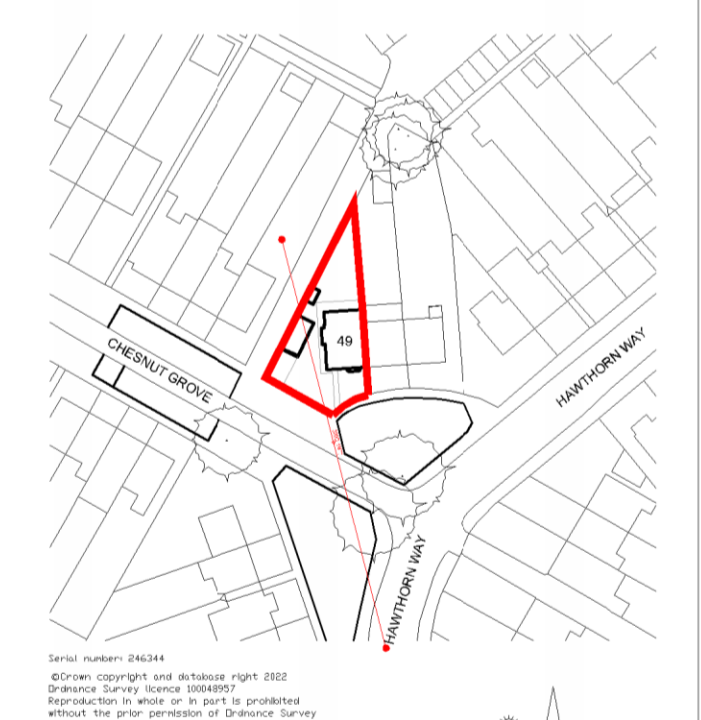 49
CHESNUT GROVE
HAWTHORN WAY
HAWTHORN WAY
Serial number: 246344
©Crown copyright and database right 2022
Ordnance Survey licence 100048957
Reproduction in whole or in part is prohibited
without the prior permission of Ordnance Survey